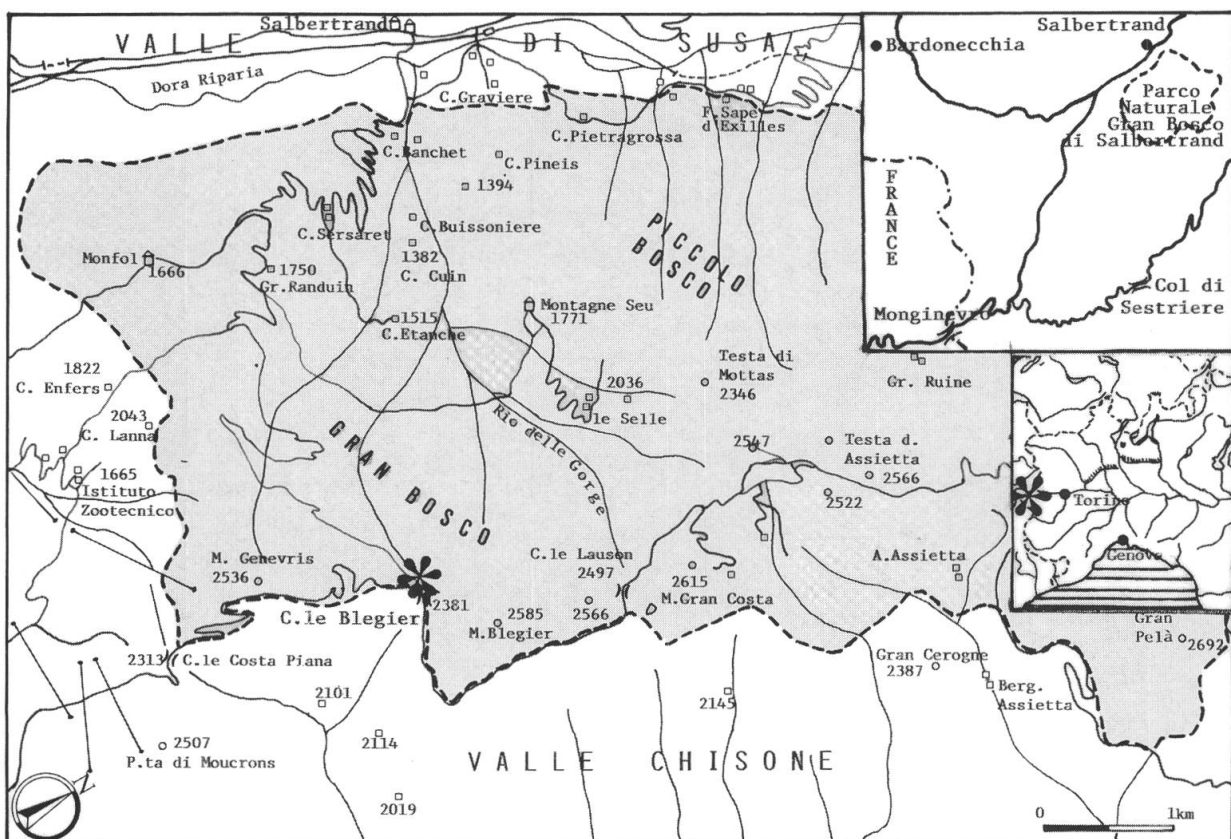 Salbertrand
VALLE DI SUSA
Dora Riparia
C.Graviere
C.Pietragrossa
F.Sape
d'Exilles
C.Banchet
C.Pineis
1394
C.Sersaret
C.Buissoniere
1382
C. Cuin
Monfol
1666
1750
Gr.Randuin
PICCOLO
BOSCO
Montagne Seu
1771
1515
C.Etanche
1822
C. Enfers
2036
le Selle
Testa di
Mottas
2346
Gr. Ruine
2043
C. Lanna
1665
Istituto
Zootecnico
GRAN BOSCO
Rio delle Gorge
2547
Testa d.
Assietta
2566
2522
M. Genevris
2536
C.le Lauson
2497
2615
M.Gran Costa
A.Assietta
2381
C.le Blegier
2585
M.Blegier
2566
Gran
Pelà
2692
2313
C.le Costa Piana
Gran Cerogne
2387
2101
2145
Berg.
Assietta
2507
P.ta di Moucrons
2114
VALLE CHISONE
2019
N
0 1km
Salbertrand
Bardonecchia
Parco
Naturale
Gran Bosco
di Salbertrand
FRANCE
Col di
Sestriere
Monginevro
Torino
Genova